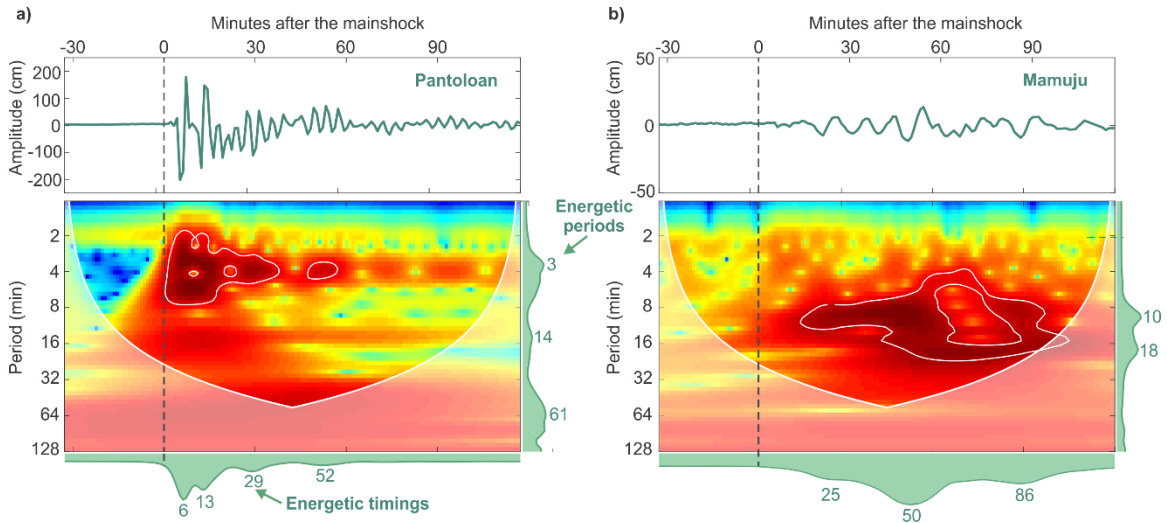 a)
Minutes after the mainshock
-30 0 30 60 90
Amplitude (cm)
200
100
0
-100
-200
Pantoloan
Period (min)
2
4
8
16
32
64
128
Energetic
periods
3
14
61
6 13 29 52
Energetic timings
b)
Minutes after the mainshock
-30 0 30 60 90
Amplitude (cm)
50
0
-50
Mamuju
Period (min)
2
4
8
16
32
64
128
10
18
25 50 86